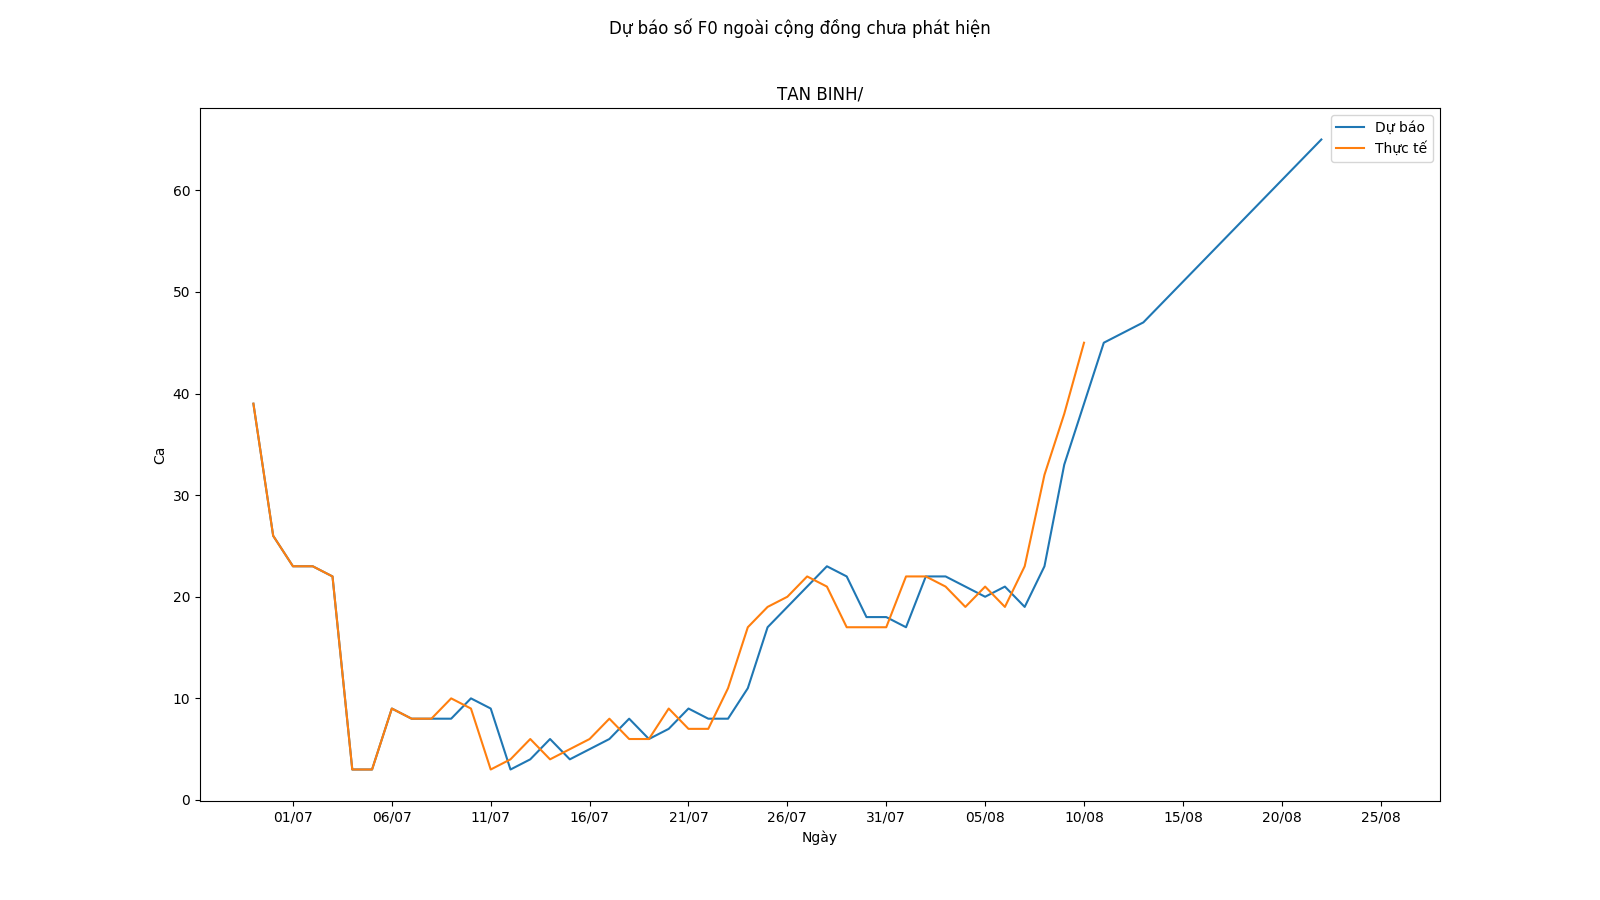 Dự báo số F0 ngoài cộng đồng chưa phát hiện
TAN BINH/
Dự báo
Thực tế
60
50
40
30
20
10
0
Ca
01/07 06/07 11/07 16/07 21/07 26/07 31/07 05/08 10/08 15/08 20/08 25/08
Ngày